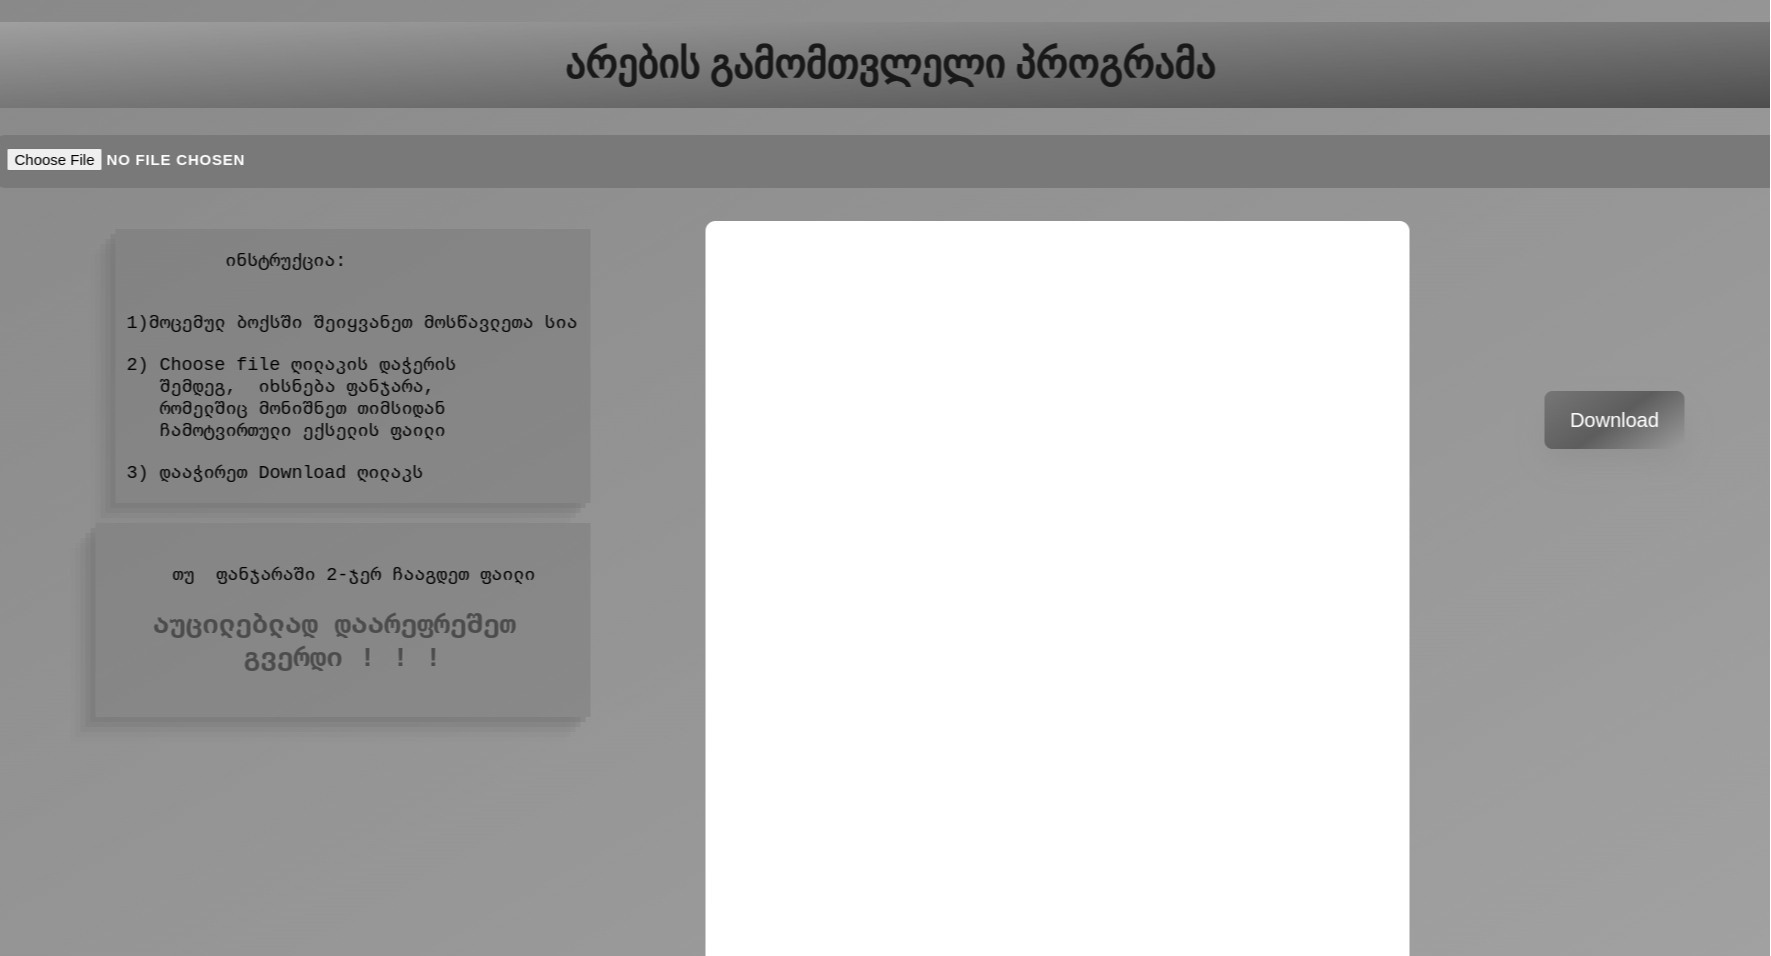 არების გამომთვლელი პროგრამა
Choose File NO FILE CHOSEN
ინსტრუქცია:
1)მოცემულ ბოქსში შეიყვანეთ მოსწავლეთა სია
2) Choose file ღილაკის დაჭერის
შემდეგ, იხსნება ფანჯარა,
რომელშიც მონიშნეთ თიმსიდან
ჩამოტვირთული ექსელის ფაილი
3) დააჭირეთ Download ღილაკს
Download
თუ ფანჯარაში 2-ჯერ ჩააგდეთ ფაილი
აუცილებლად დაარეფრეშეთ
გვერდი ! ! !